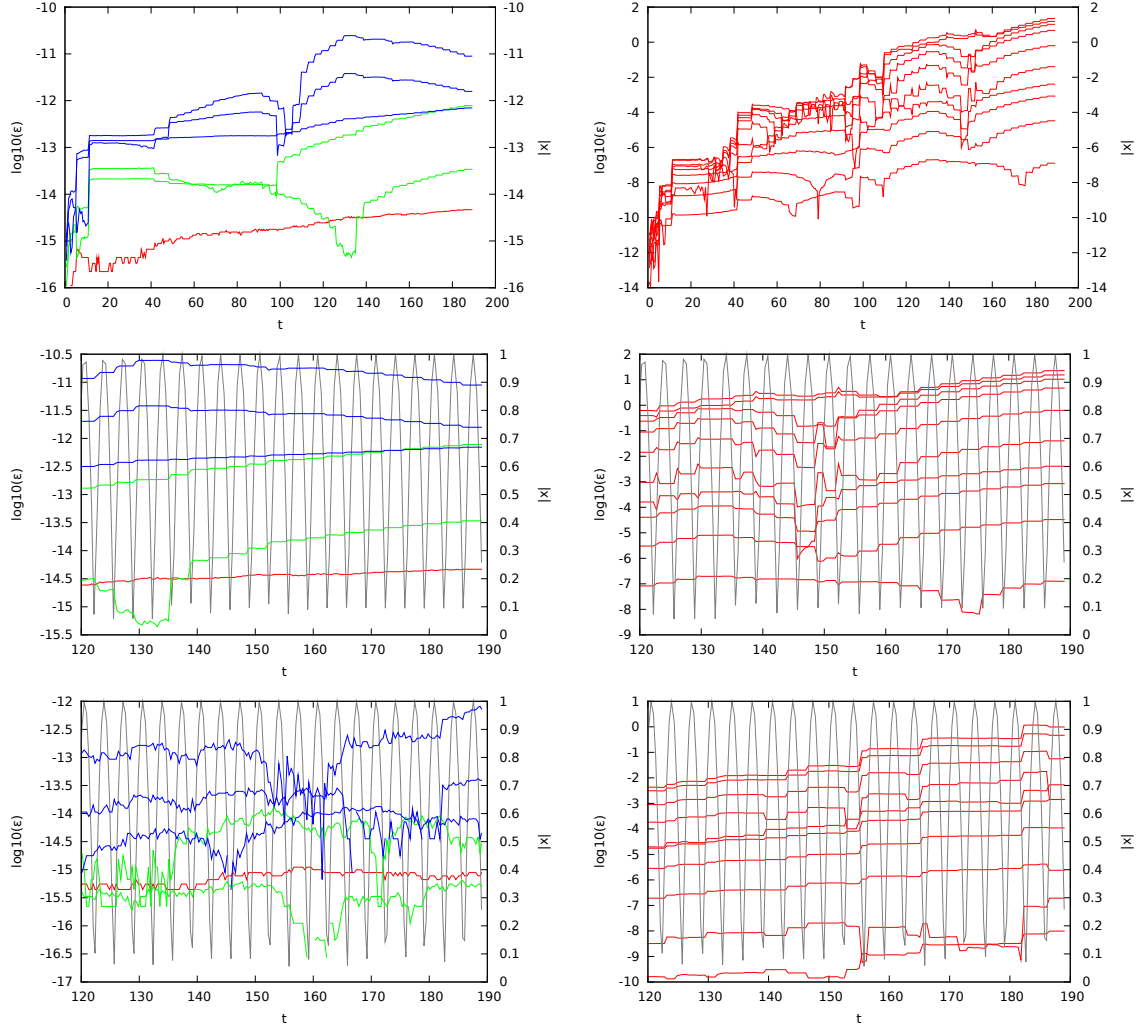 -10 -10 2 2
-11 -11 0 0
-12 -12 -2 -2
-4 -4
-13 -13 -6 -6
-14 -14 -8 -8
-10 -10
-15 -15 -12 -12
-16 -16 -14 -14
0 20 40 60 80 100 120 140 160 180 200 0 20 40 60 80 100 120 140 160 180 200
log10(ε) |x| log10(ε) |x|
t t
-10.5 1 2 1
-11 0.9 1 0.9
-11.5 0.8 0 0.8
-1
-12 0.7 -2 0.7
-12.5 0.6 -3 0.6
-13 0.5 -4 0.5
-13.5 0.4 -5 0.4
-14 0.3 -6 0.3
-14.5 0.2 -7 0.2
-15 0.1 -8 0.1
-15.5 0 -9 0
120 130 140 150 160 170 180 190 120 130 140 150 160 170 180 190
log10(ε) |x| log10(ε) |x|
t t
-12 1 1 1
-12.5 0.9 0 0.9
-13 0.8 -1 0.8
-2
-13.5 0.7 -3 0.7
-14 0.6 -4 0.6
-14.5 0.5 -5 0.5
-15 0.4 -6 0.4
-15.5 0.3 -7 0.3
-16 0.2 -8 0.2
-16.5 0.1 -9 0.1
-17 0 -10 0
120 130 140 150 160 170 180 190 120 130 140 150 160 170 180 190
log10(ε) |x| log10(ε) |x|
t t